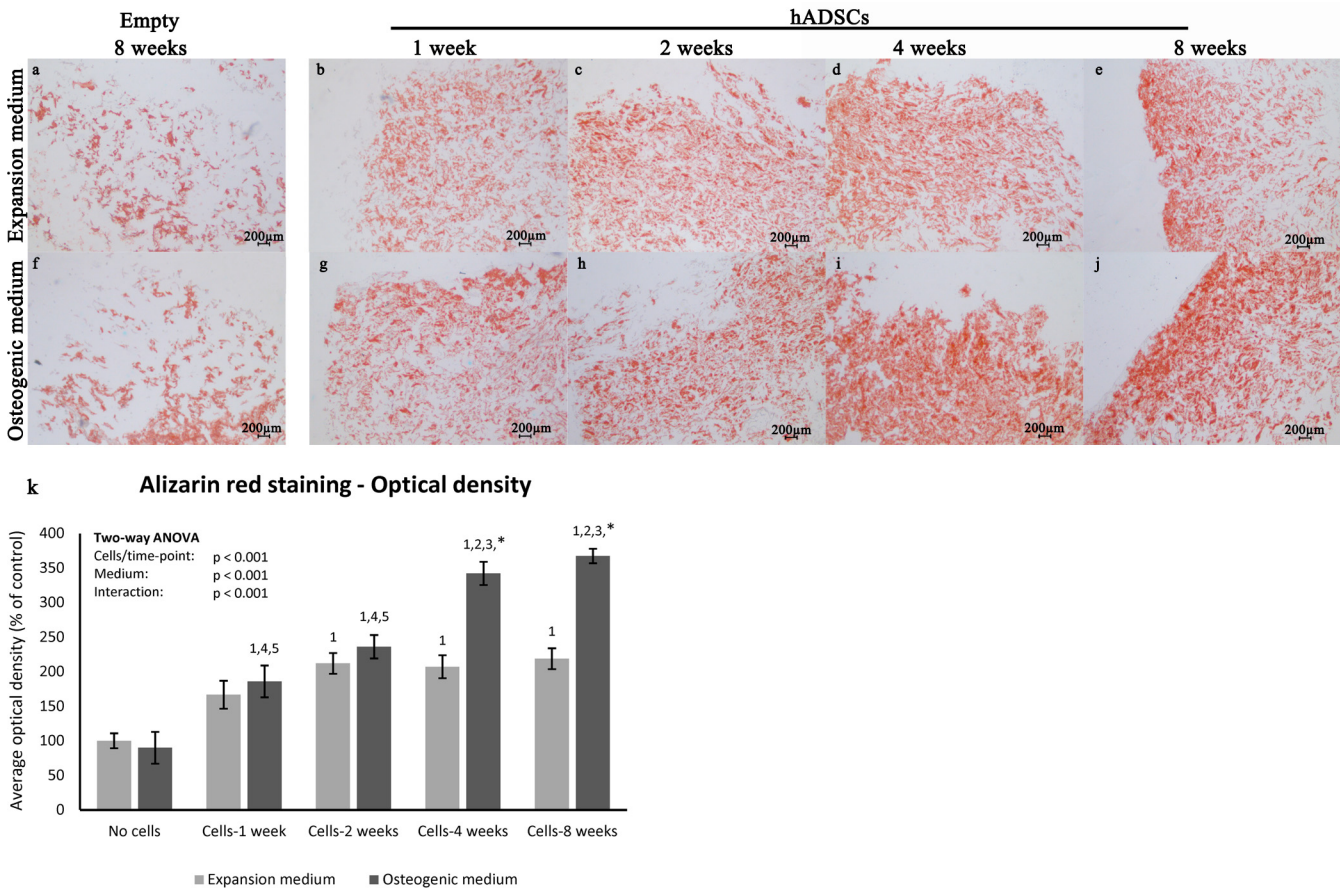 Empty
hADSCs
8 weeks
1 week
2 weeks
4 weeks
8 weeks
Expansion medium
a
b
c
d
e
200µm
200µm
200µm
200µm
200µm
Osteogenic medium
f
g
h
i
j
200µm
200µm
200µm
200µm
200µm
k
Alizarin red staining - Optical density
Average optical density (% of control)
400
350
300
250
200
150
100
50
0
Two-way ANOVA
Cells/time-point: p < 0.001
Medium: p < 0.001
Interaction: p < 0.001
1,4,5
1
1,4,5
1
1,2,3,*
1
1,2,3,*
No cells
Cells-1 week
Cells-2 weeks
Cells-4 weeks
Cells-8 weeks
Expansion medium
Osteogenic medium